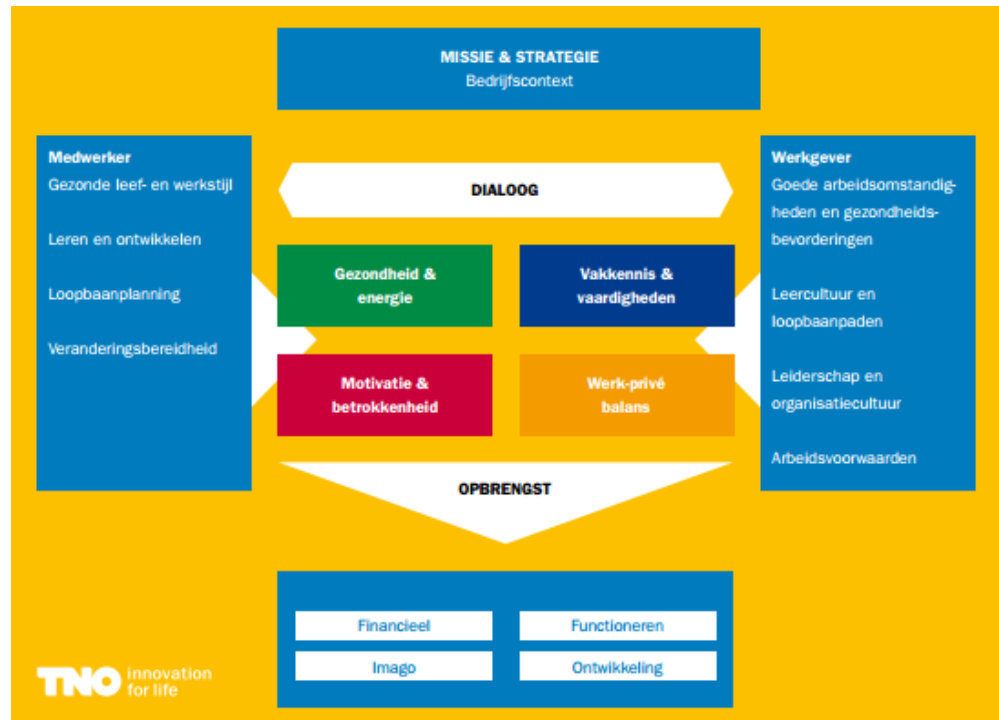 MISSIE & STRATEGIE
Bedrijfscontext
Medwerker
Gezonde leef- en werkstijl
Leren en ontwikkelen
Loopbaanplanning
Veranderingsbereidheid
DIALOOG
Gezondheid &
energie
Vakkennis &
vaardigheden
Motivatie &
betrokkenheid
Werk-privé
balans
Werkgever
Goede arbeidsomstandig-
heden en gezondheids-
bevorderingen
Leercultuur en
loopbaanpaden
Leiderschap en
organisatiecultuur
Arbeidsvoorwaarden
OPBRENGST
Financieel
Functioneren
Imago
Ontwikkeling
TNO innovation
for life